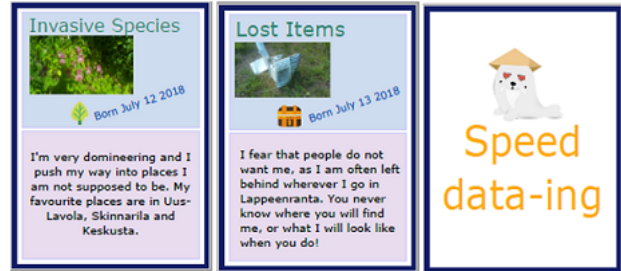 Invasive Species
Born July 12 2018
I'm very domineering and I
push my way into places I
am not supposed to be. My
favourite places are in Uus-
Lavola, Skinnarila and
Keskusta.
Lost Items
Born July 13 2018
I fear that people do not
want me, as I am often left
behind wherever I go in
Lappeenranta. You never
know where you will find
me, or what I will look like
when you do!
Speed
data-ing